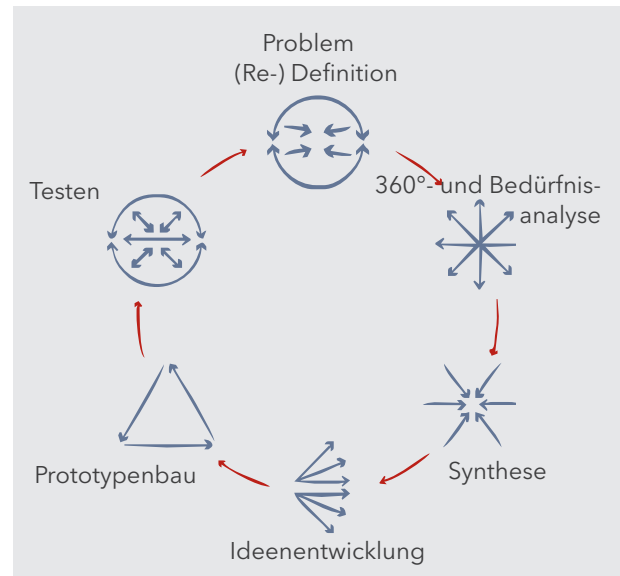 Problem
(Re-) Definition
360°- und Bedürfnis-
analyse
Synthese
Ideenentwicklung
Prototypenbau
Testen